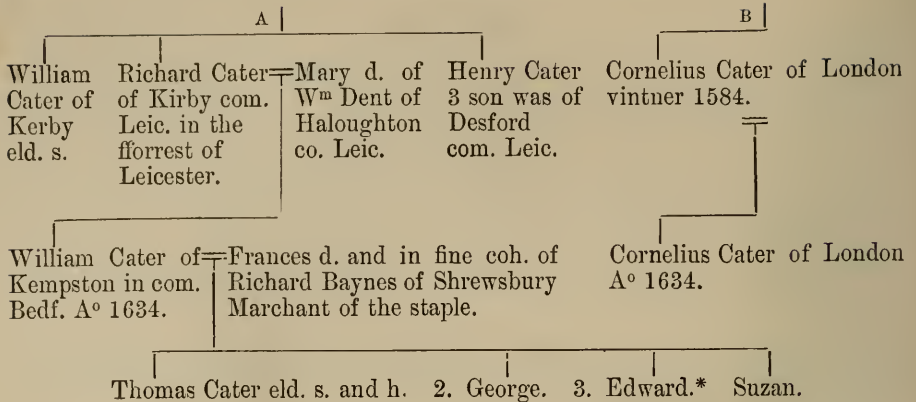 A B
William
Cater of
Kerby
eld. s.
Richard Cater
of Kirby com.
Leic. in the
fforrest of
Leicester.
Mary d. of
Wᵐ Dent of
Haloughton
co. Leic.
Henry Cater
3 son was of
Desford
com. Leic.
Cornelius Cater of London
vintner 1584.
William Cater of
Kempston in com.
Bedf. Aº 1634.
Frances d. and in fine coh. of
Richard Baynes of Shrewsbury
Marchant of the staple.
Cornelius Cater of London
Aº 1634.
Thomas Cater eld. s. and h. 2. George. 3. Edward.* Suzan.